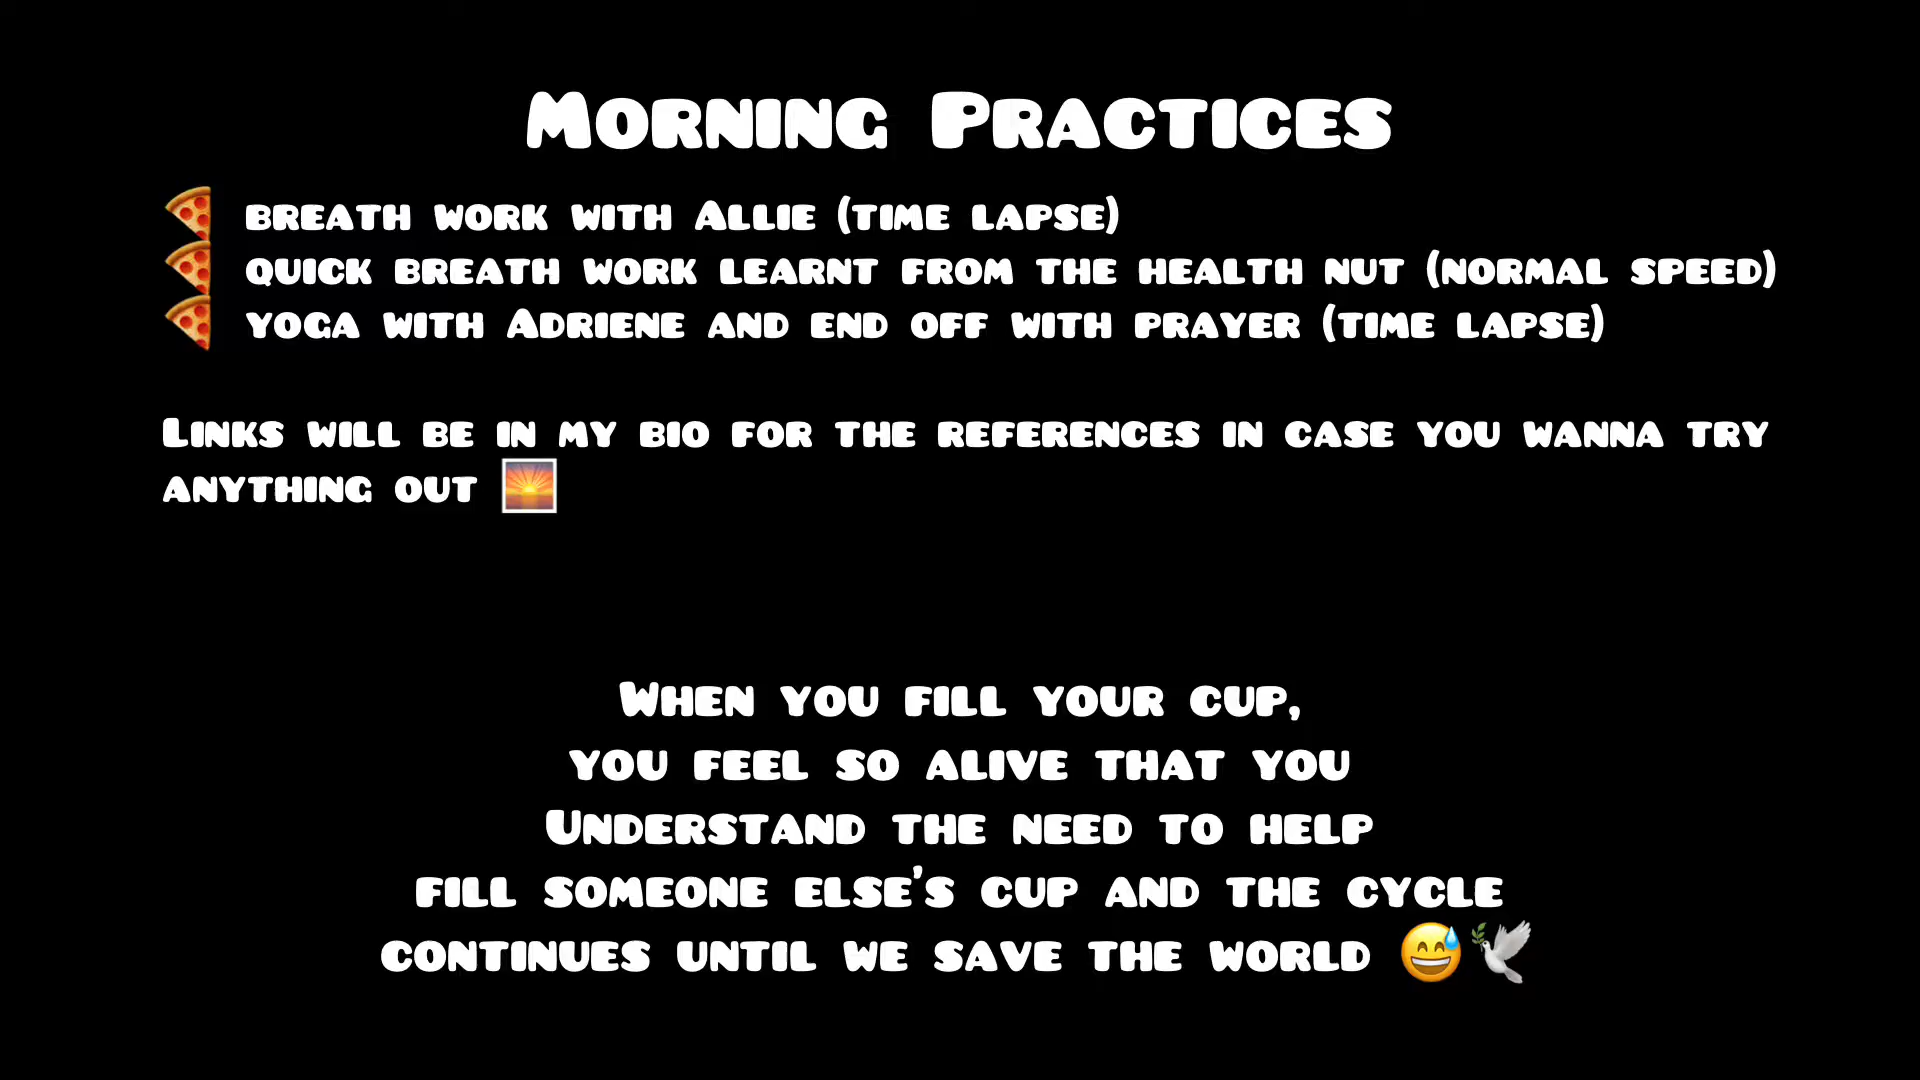 Morning Practices
🍕 breath work with Allie (time lapse)
🍕 quick breath work learnt from the health nut (normal speed)
🍕 yoga with Adriene and end off with prayer (time lapse)
Links will be in my bio for the references in case you wanna try
anything out 🌅
When you fill your cup,
you feel so alive that you
Understand the need to help
fill someone else's cup and the cycle
continues until we save the world 😅🕊️